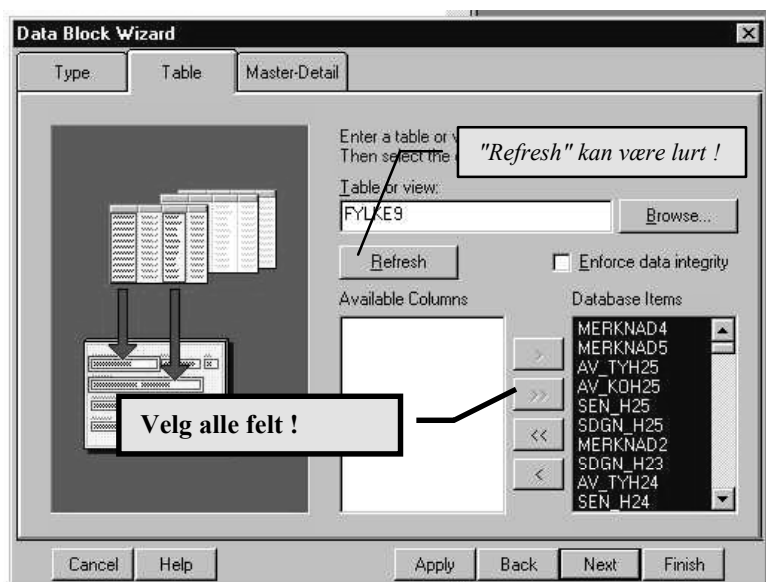 Data Block Wizard
Type
Table
Master-Detail
Enter a table or
Then select the
"Refresh" kan være lurt !
Table or view:
FYLKE9
Browse...
Refresh
Enforce data integrity
Available Columns
Database Items
MERKNAD4
MERKNAD5
AV_TYH25
AV_KOH25
SEN_H25
SDGN_H25
MERKNAD2
SDGN_H23
AV_TYH24
SEN_H24
>
>>
<<
<
Velg alle felt !
Cancel
Help
Apply
Back
Next
Finish